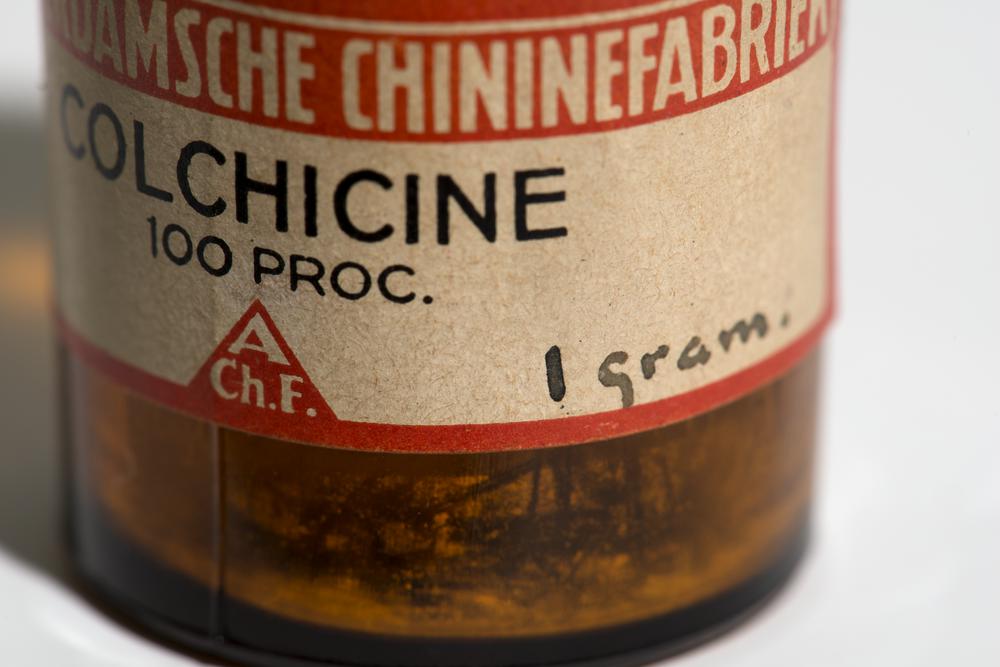 DAMSCHE CHININEFABRIEK
COLCHICINE
100 PROC.
A
Ch.F.
1 gram.